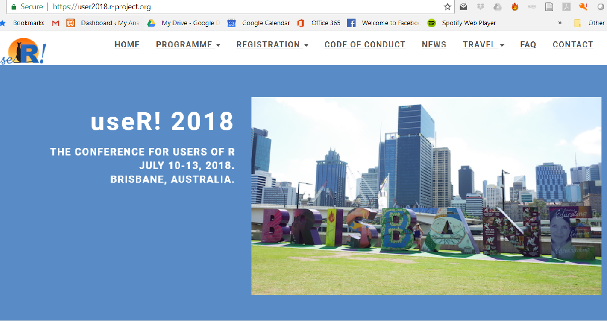 Secure | https://user2018.r-project.org
Bookmarks Dashboard ‹ My Ana My Drive - Google D Google Calendar Office 365 Welcome to Facebo Spotify Web Player » Other
useR!
HOME PROGRAMME REGISTRATION CODE OF CONDUCT NEWS TRAVEL FAQ CONTACT
useR! 2018
THE CONFERENCE FOR USERS OF R
JULY 10-13, 2018.
BRISBANE, AUSTRALIA.
BRISBANE